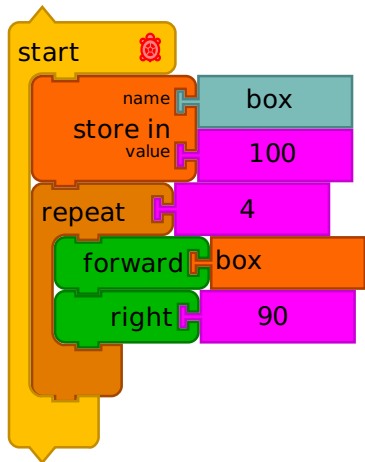 start
name box
store in
value 100
repeat 4
forward box
right 90